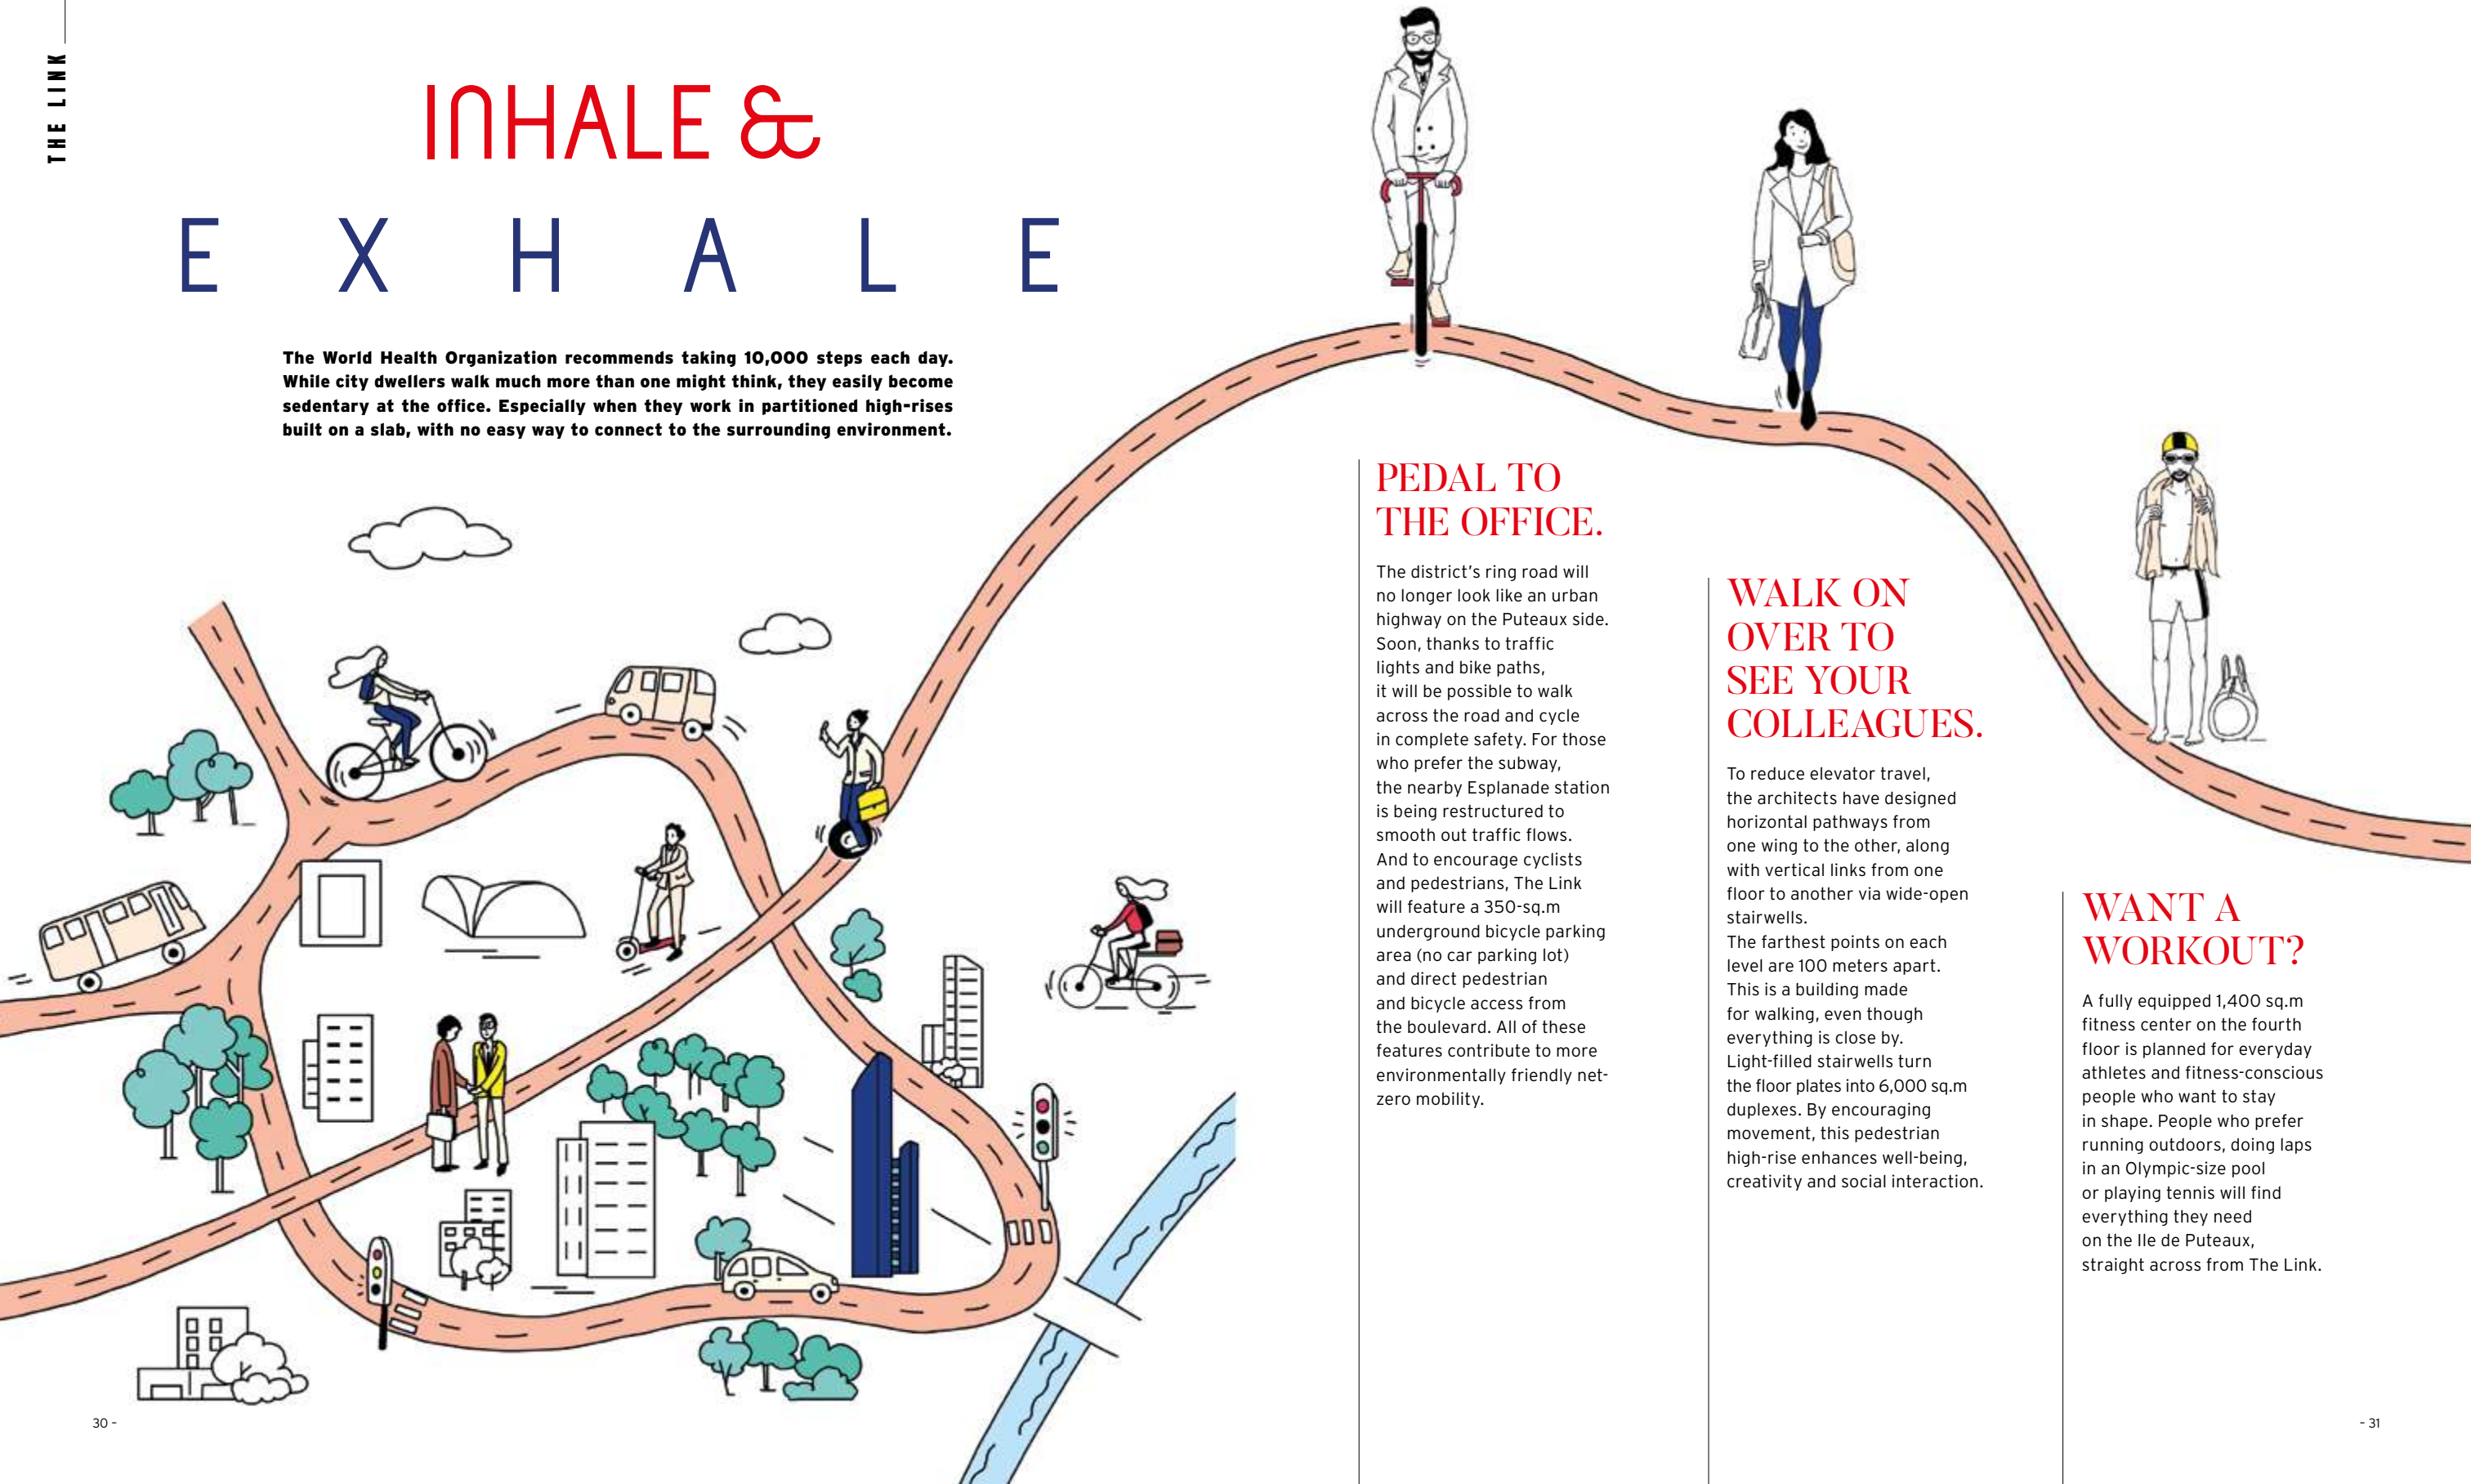 THE LINK
INHALE &
EXHALE
The World Health Organization recommends taking 10,000 steps each day.
While city dwellers walk much more than one might think, they easily become
sedentary at the office. Especially when they work in partitioned high-rises
built on a slab, with no easy way to connect to the surrounding environment.
PEDAL TO
THE OFFICE.
The district's ring road will
no longer look like an urban
highway on the Puteaux side.
Soon, thanks to traffic
lights and bike paths,
it will be possible to walk
across the road and cycle
in complete safety. For those
who prefer the subway,
the nearby Esplanade station
is being restructured to
smooth out traffic flows.
And to encourage cyclists
and pedestrians, The Link
will feature a 350-sq.m
underground bicycle parking
area (no car parking lot)
and direct pedestrian
and bicycle access from
the boulevard. All of these
features contribute to more
environmentally friendly net-
zero mobility.
WALK ON
OVER TO
SEE YOUR
COLLEAGUES.
To reduce elevator travel,
the architects have designed
horizontal pathways from
one wing to the other, along
with vertical links from one
floor to another via wide-open
stairwells.
The farthest points on each
level are 100 meters apart.
This is a building made
for walking, even though
everything is close by.
Light-filled stairwells turn
the floor plates into 6,000 sq.m
duplexes. By encouraging
movement, this pedestrian
high-rise enhances well-being,
creativity and social interaction.
WANT A
WORKOUT?
A fully equipped 1,400 sq.m
fitness center on the fourth
floor is planned for everyday
athletes and fitness-conscious
people who want to stay
in shape. People who prefer
running outdoors, doing laps
in an Olympic-size pool
or playing tennis will find
everything they need
on the Ile de Puteaux,
straight across from The Link.
30 -
- 31